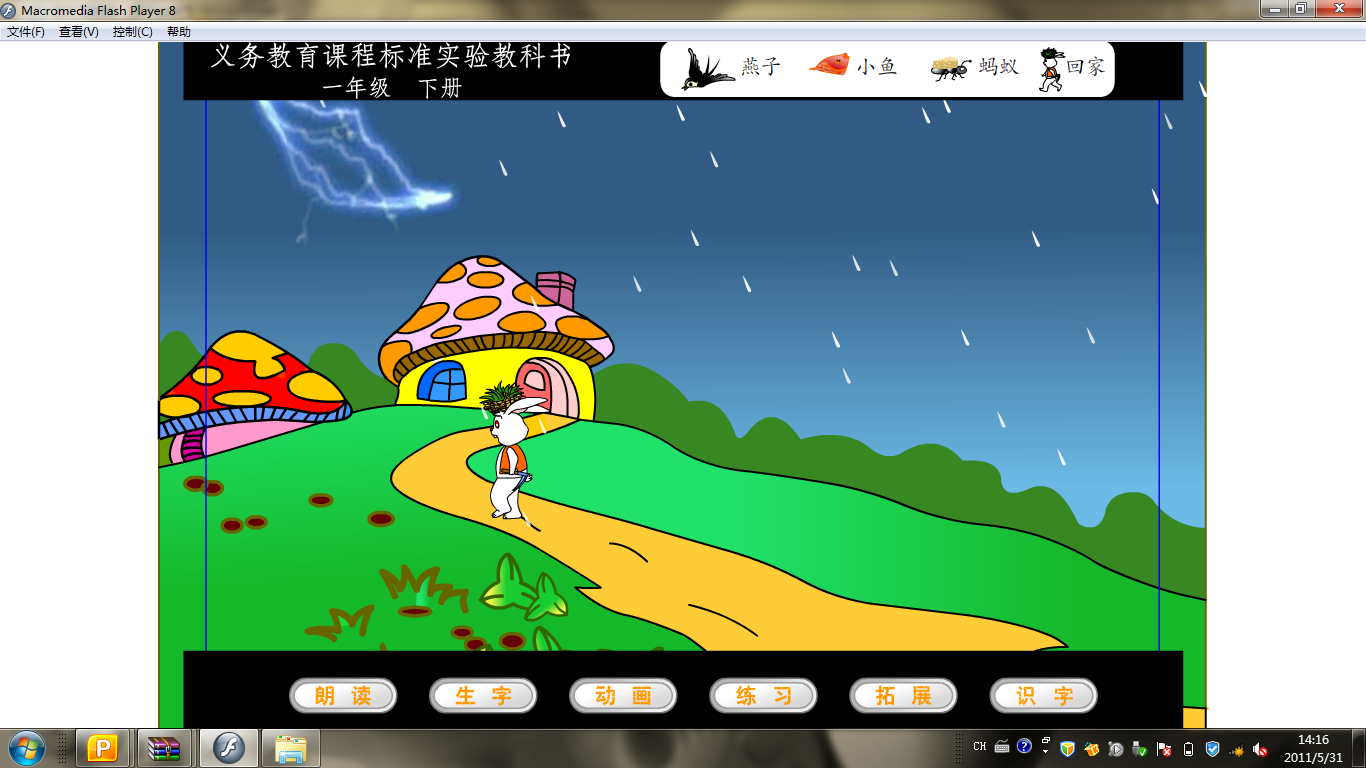 Macromedia Flash Player 8
文件(F) 查看(V) 控制(C) 帮助
义务教育课程标准实验教科书
一年级 下册
燕子 小鱼 蚂蚁 回家
朗读 生字 动画 练习 拓展 识字
CH
14:16
2011/5/31